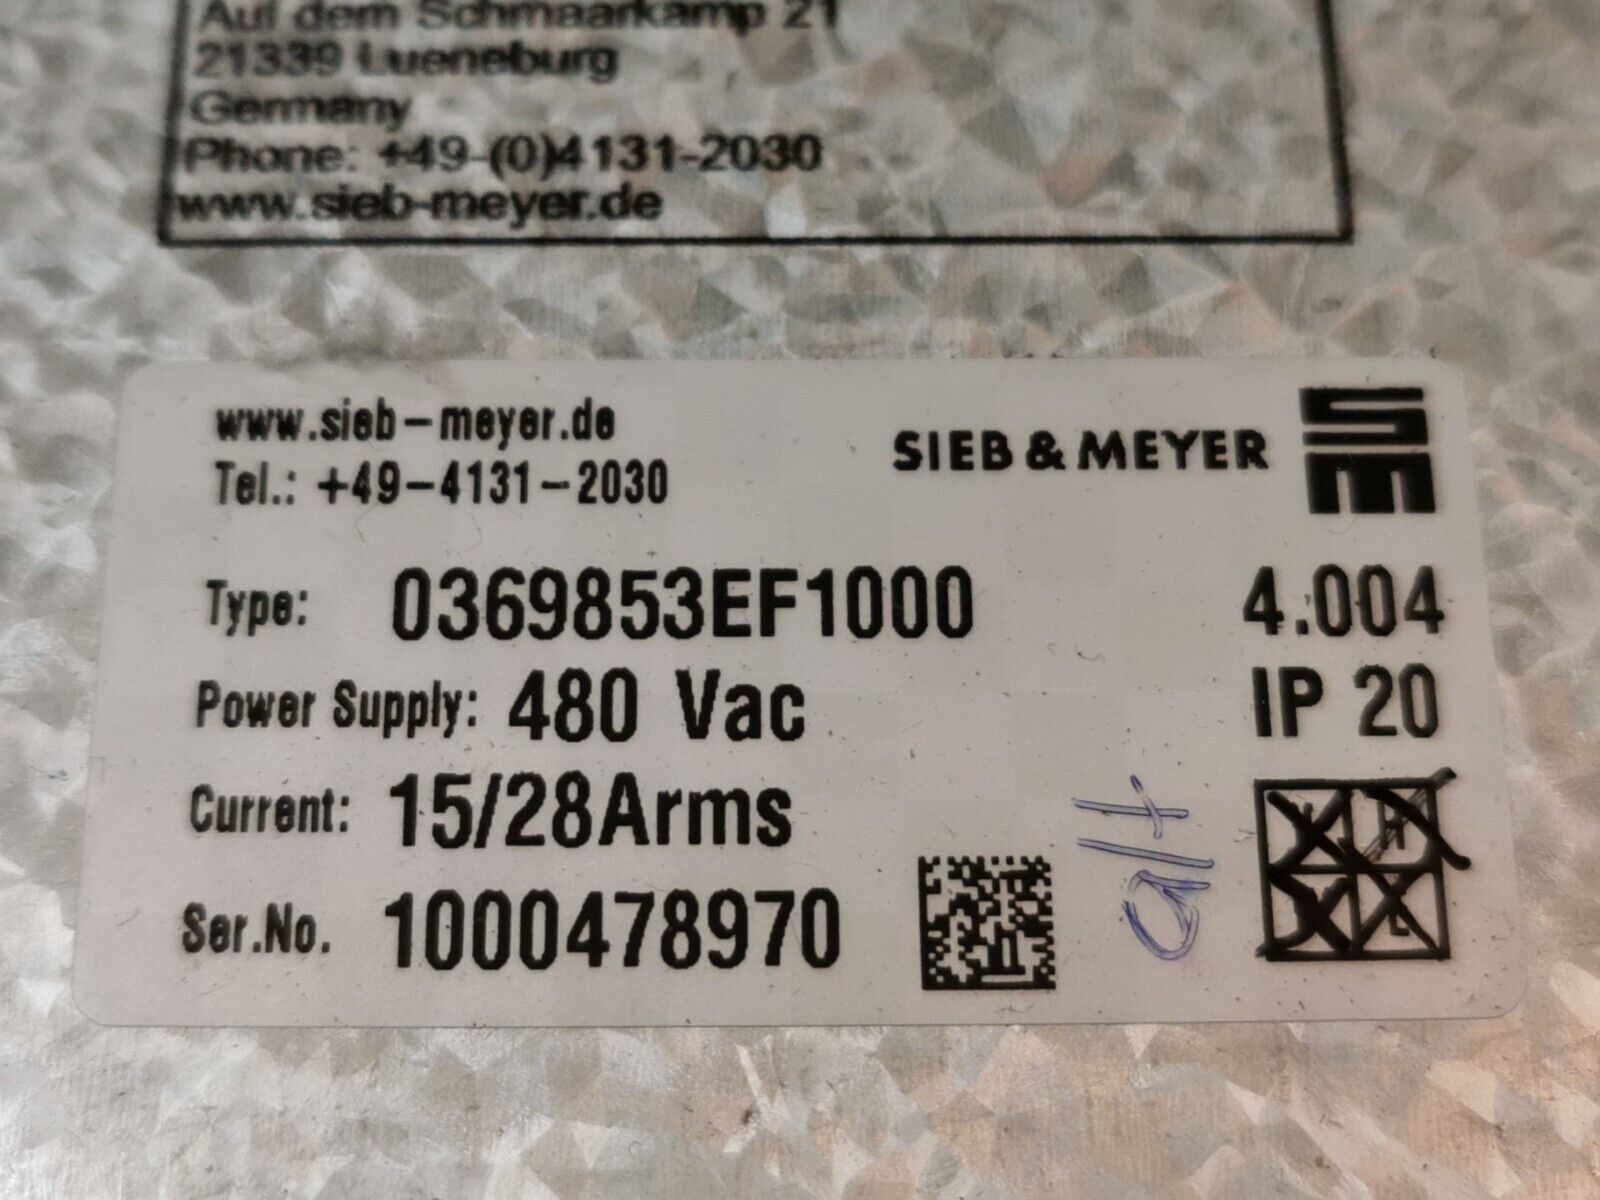 Auf dem Schmaarkamp 21
21339 Lueneburg
Germany
Phone: +49-(0)4131-2030
www.sieb-meyer.de
www.sieb-meyer.de
Tel.: +49-4131-2030
SIEB & MEYER
Type: 0369853EF1000 4.004
Power Supply: 480 Vac IP 20
Current: 15/28Arms
Ser.No. 1000478970
alt